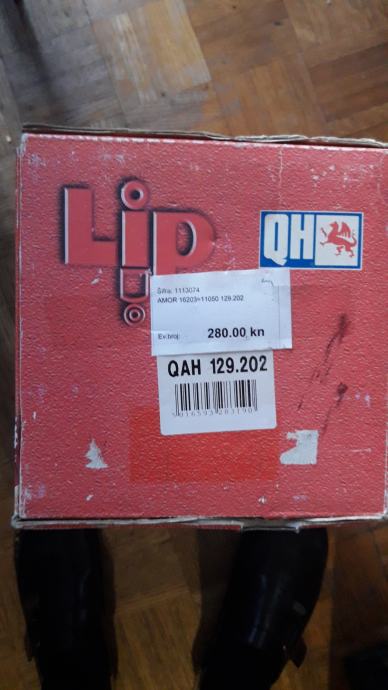 Lip
QH
Šifra: 1113074
AMOR 16203=11050 129.202
Ev.broj:
280.00 kn
QAH 129.202